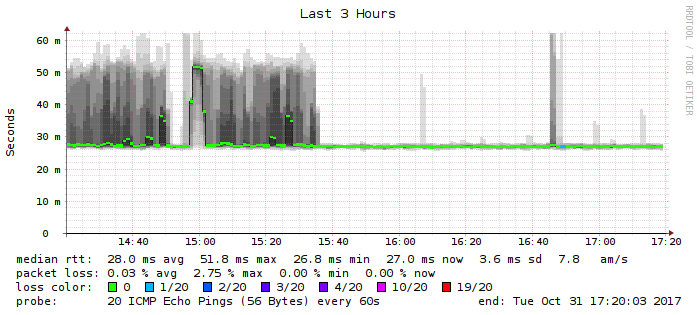 Last 3 Hours
RRDTOOL / TOBI OETIKER
Seconds
60 m
50 m
40 m
30 m
20 m
10 m
0
14:40 15:00 15:20 15:40 16:00 16:20 16:40 17:00 17:20
median rtt: 28.0 ms avg 51.8 ms max 26.8 ms min 27.0 ms now 3.6 ms sd 7.8 am/s
packet loss: 0.03 % avg 2.75 % max 0.00 % min 0.00 % now
loss color: 0 1/20 2/20 3/20 4/20 10/20 19/20
probe: 20 ICMP Echo Pings (56 Bytes) every 60s end: Tue Oct 31 17:20:03 2017